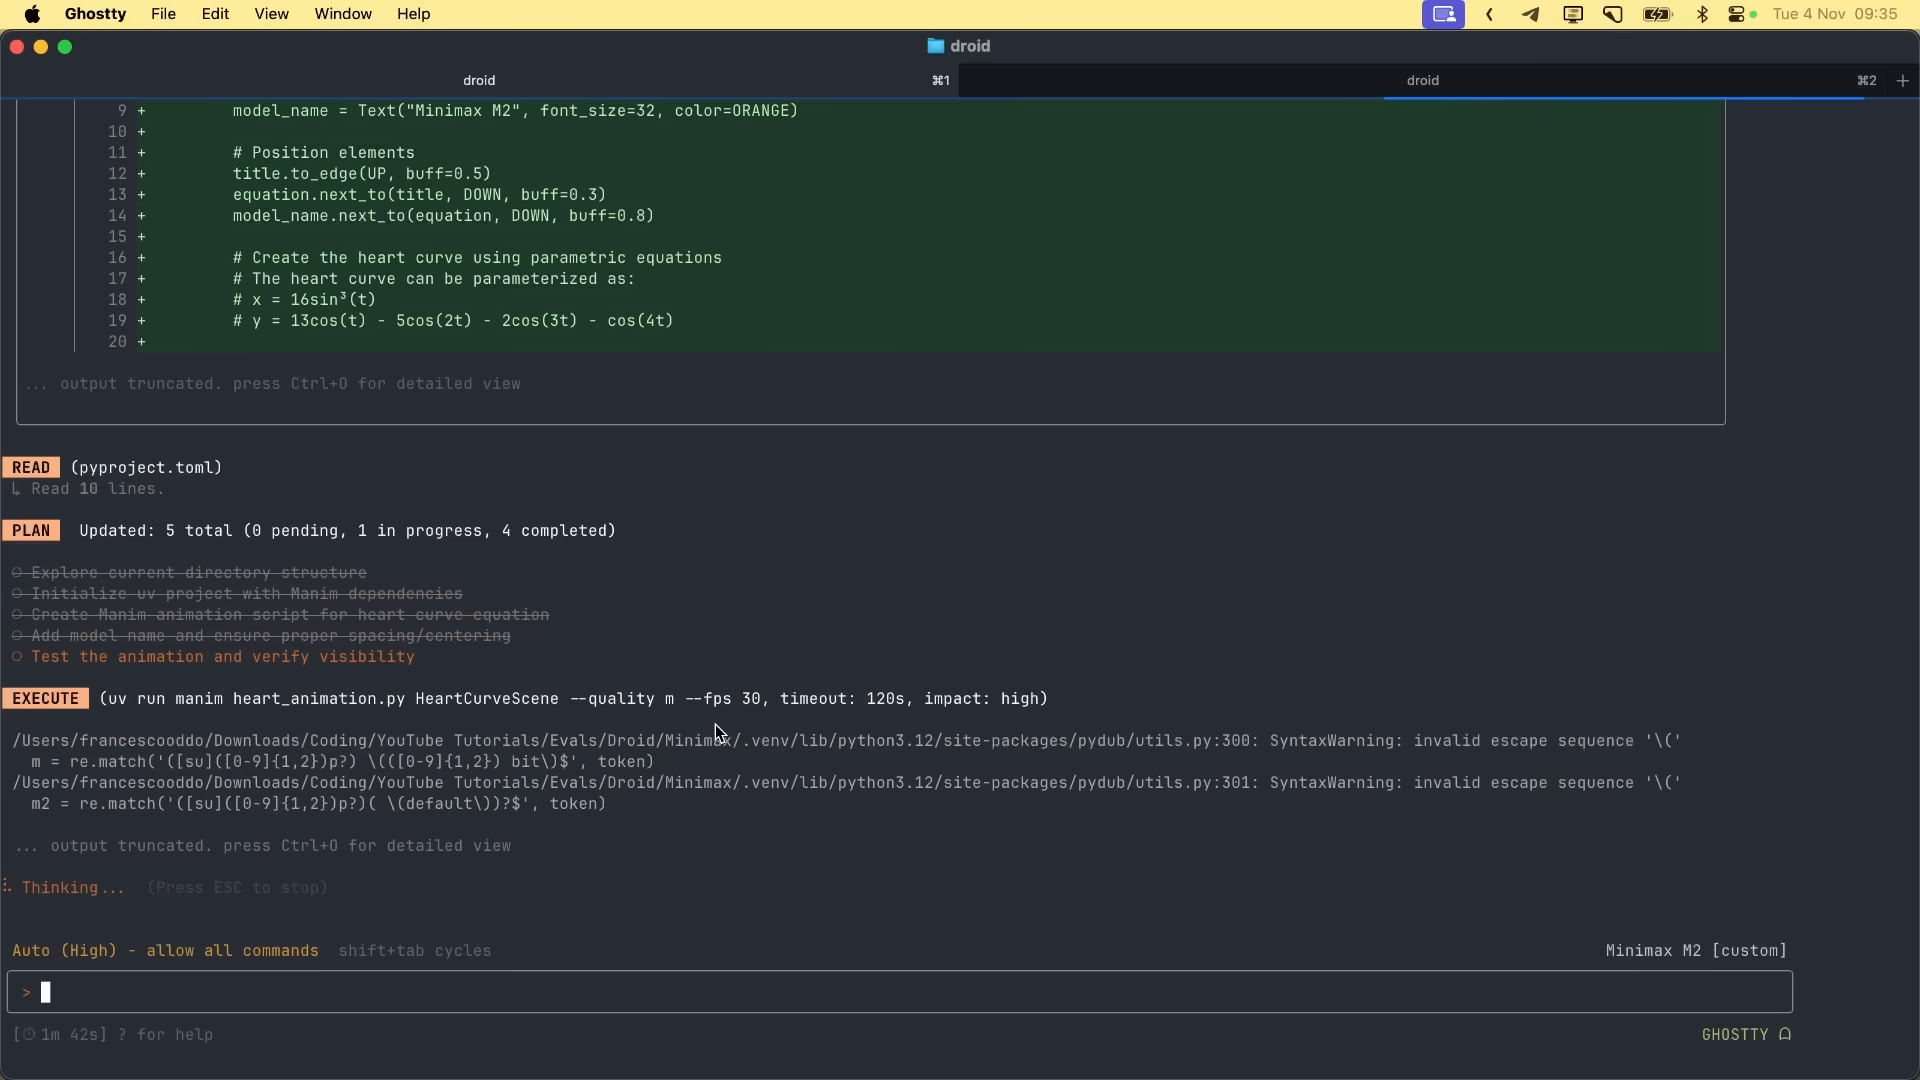 Ghostty File Edit View Window Help Tue 4 Nov 09:35
droid
droid ⌘1 droid ⌘2 +
9 + model_name = Text("Minimax M2", font_size=32, color=ORANGE)
10 +
11 + # Position elements
12 + title.to_edge(UP, buff=0.5)
13 + equation.next_to(title, DOWN, buff=0.3)
14 + model_name.next_to(equation, DOWN, buff=0.8)
15 +
16 + # Create the heart curve using parametric equations
17 + # The heart curve can be parameterized as:
18 + # x = 16sin³(t)
19 + # y = 13cos(t) - 5cos(2t) - 2cos(3t) - cos(4t)
20 +
... output truncated. press Ctrl+O for detailed view
READ (pyproject.toml)
↳ Read 10 lines.
PLAN Updated: 5 total (0 pending, 1 in progress, 4 completed)
○ Explore current directory structure
○ Initialize uv project with Manim dependencies
○ Create Manim animation script for heart curve equation
○ Add model name and ensure proper spacing/centering
○ Test the animation and verify visibility
EXECUTE (uv run manim heart_animation.py HeartCurveScene --quality m --fps 30, timeout: 120s, impact: high)
/Users/francescooddo/Downloads/Coding/YouTube Tutorials/Evals/Droid/Minimax/.venv/lib/python3.12/site-packages/pydub/utils.py:300: SyntaxWarning: invalid escape sequence '\('
m = re.match('([su]([0-9]{1,2})p?) \(([0-9]{1,2}) bit\)$', token)
/Users/francescooddo/Downloads/Coding/YouTube Tutorials/Evals/Droid/Minimax/.venv/lib/python3.12/site-packages/pydub/utils.py:301: SyntaxWarning: invalid escape sequence '\('
m2 = re.match('([su]([0-9]{1,2})p?)( \(default\))?$', token)
... output truncated. press Ctrl+O for detailed view
Thinking... (Press ESC to stop)
Auto (High) - allow all commands shift+tab cycles Minimax M2 [custom]
>
[⏱ 1m 42s] ? for help GHOSTTY